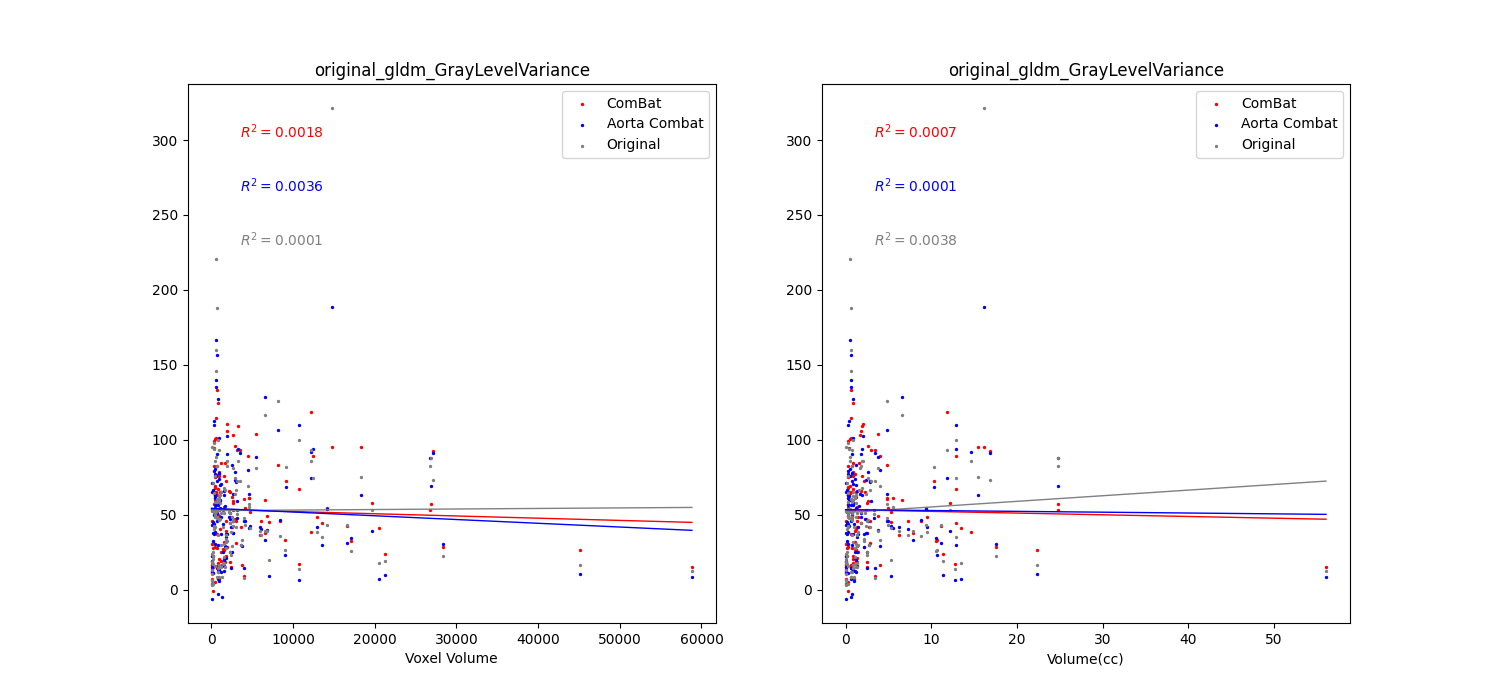 original_gldm_GrayLevelVariance
ComBat
Aorta Combat
Original
R² = 0.0018
R² = 0.0036
R² = 0.0001
300
250
200
150
100
50
0
0 10000 20000 30000 40000 50000 60000
Voxel Volume
original_gldm_GrayLevelVariance
ComBat
Aorta Combat
Original
R² = 0.0007
R² = 0.0001
R² = 0.0038
300
250
200
150
100
50
0
0 10 20 30 40 50
Volume(cc)